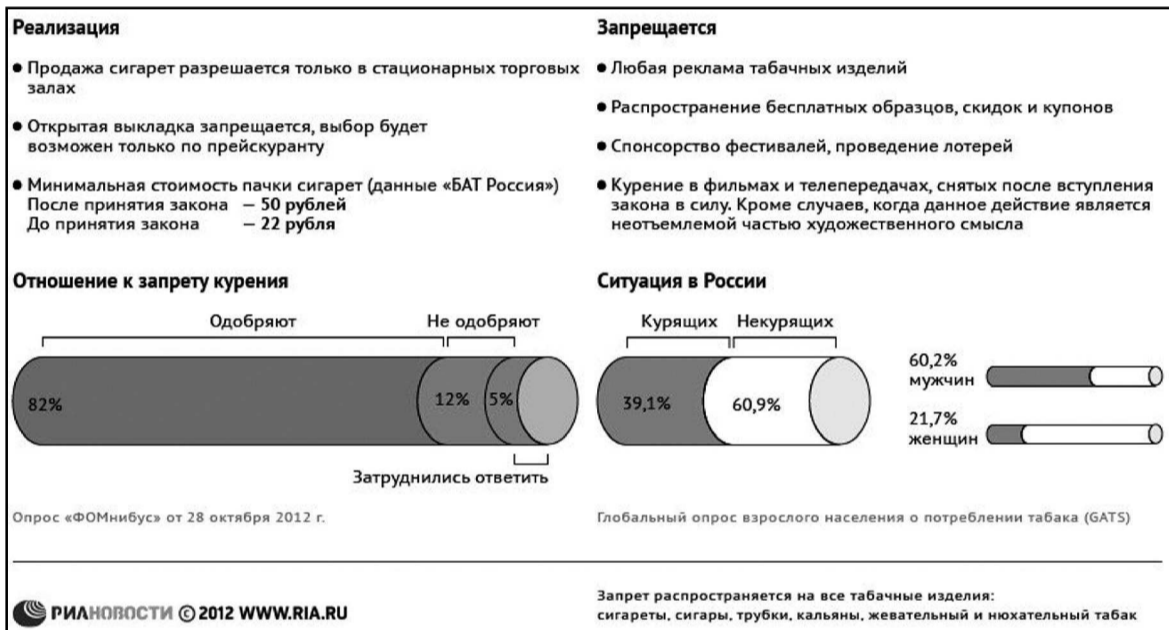 Реализация
● Продажа сигарет разрешается только в стационарных торговых
залах
● Открытая выкладка запрещается, выбор будет
возможен только по прейскуранту
● Минимальная стоимость пачки сигарет (данные «БАТ Россия»)
После принятия закона — 50 рублей
До принятия закона — 22 рубля
Запрещается
● Любая реклама табачных изделий
● Распространение бесплатных образцов, скидок и купонов
● Спонсорство фестивалей, проведение лотерей
● Курение в фильмах и телепередачах, снятых после вступления
закона в силу. Кроме случаев, когда данное действие является
неотъемлемой частью художественного смысла
Отношение к запрету курения
Одобряют Не одобряют
82% 12% 5%
Затруднились ответить
Опрос «ФОМнибус» от 28 октября 2012 г.
Ситуация в России
Курящих Некурящих
39,1% 60,9%
60,2%
мужчин
21,7%
женщин
Глобальный опрос взрослого населения о потреблении табака (GATS)
РИАНОВОСТИ © 2012 WWW.RIA.RU
Запрет распространяется на все табачные изделия:
сигареты, сигары, трубки, кальяны, жевательный и нюхательный табак